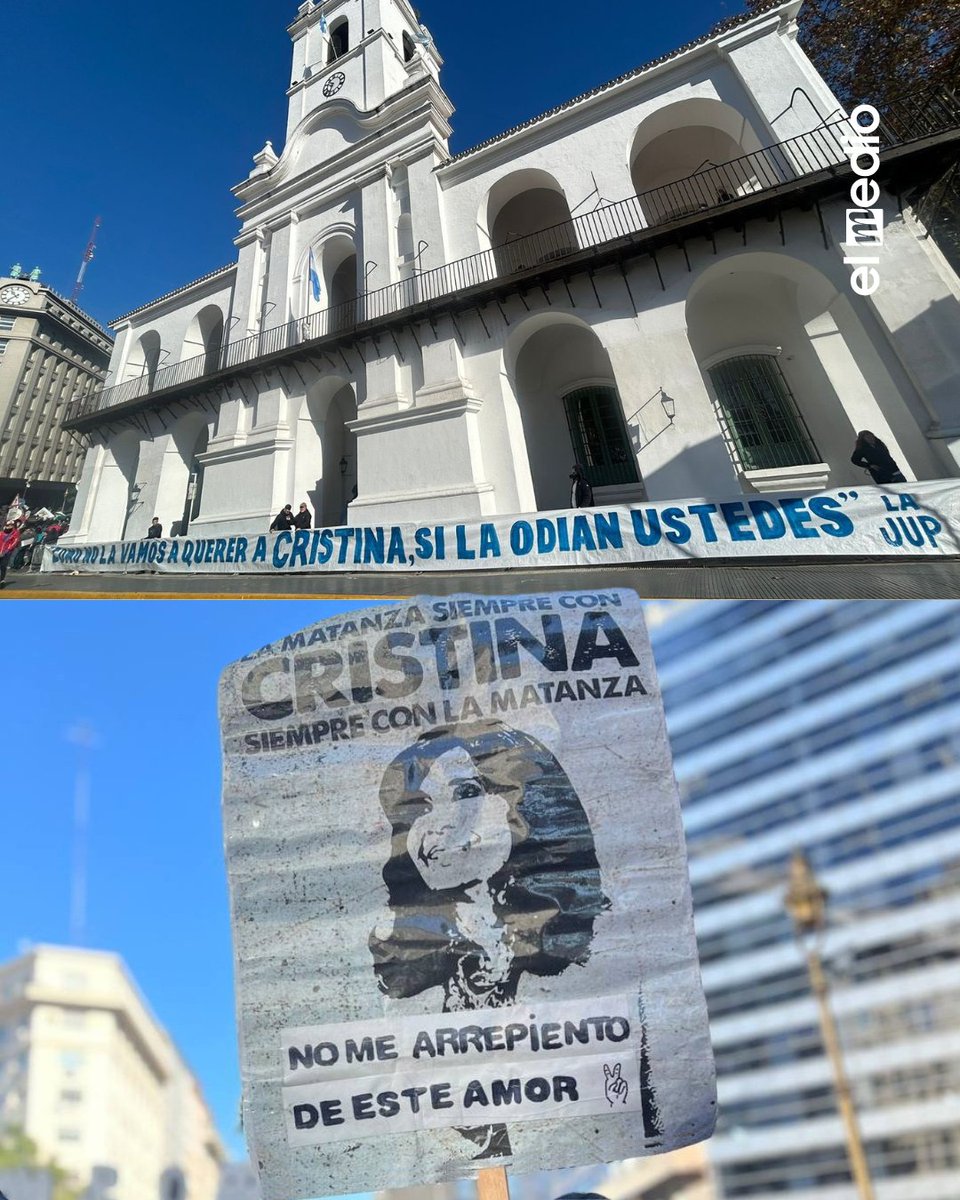 el medio
"COMO NO LA VAMOS A QUERER A CRISTINA, SI LA ODIAN USTEDES" LA
JUP
LA MATANZA SIEMPRE CON
CRISTINA
SIEMPRE CON LA MATANZA
NO ME ARREPIENTO
DE ESTE AMOR